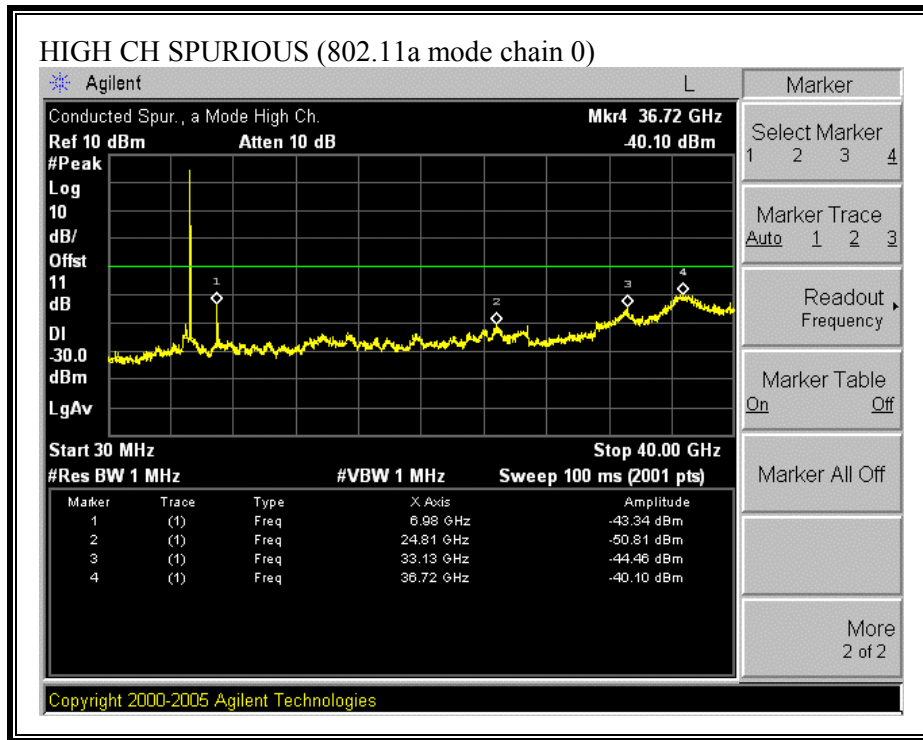 HIGH CH SPURIOUS (802.11a mode chain 0)
Agilent L
Conducted Spur., a Mode High Ch. Mkr4 36.72 GHz
Ref 10 dBm Atten 10 dB -40.10 dBm
#Peak
Log
10
dB/
Offst
11
dB
DI
-30.0
dBm
LgAv
1
2
3
4
Start 30 MHz Stop 40.00 GHz
#Res BW 1 MHz #VBW 1 MHz Sweep 100 ms (2001 pts)
Marker Trace Type X Axis Amplitude
1 (1) Freq 6.98 GHz -43.34 dBm
2 (1) Freq 24.81 GHz -50.81 dBm
3 (1) Freq 33.13 GHz -44.46 dBm
4 (1) Freq 36.72 GHz -40.10 dBm
Copyright 2000-2005 Agilent Technologies
Marker
Select Marker
1 2 3 4
Marker Trace
Auto 1 2 3
Readout
Frequency
Marker Table
On Off
Marker All Off
More
2 of 2